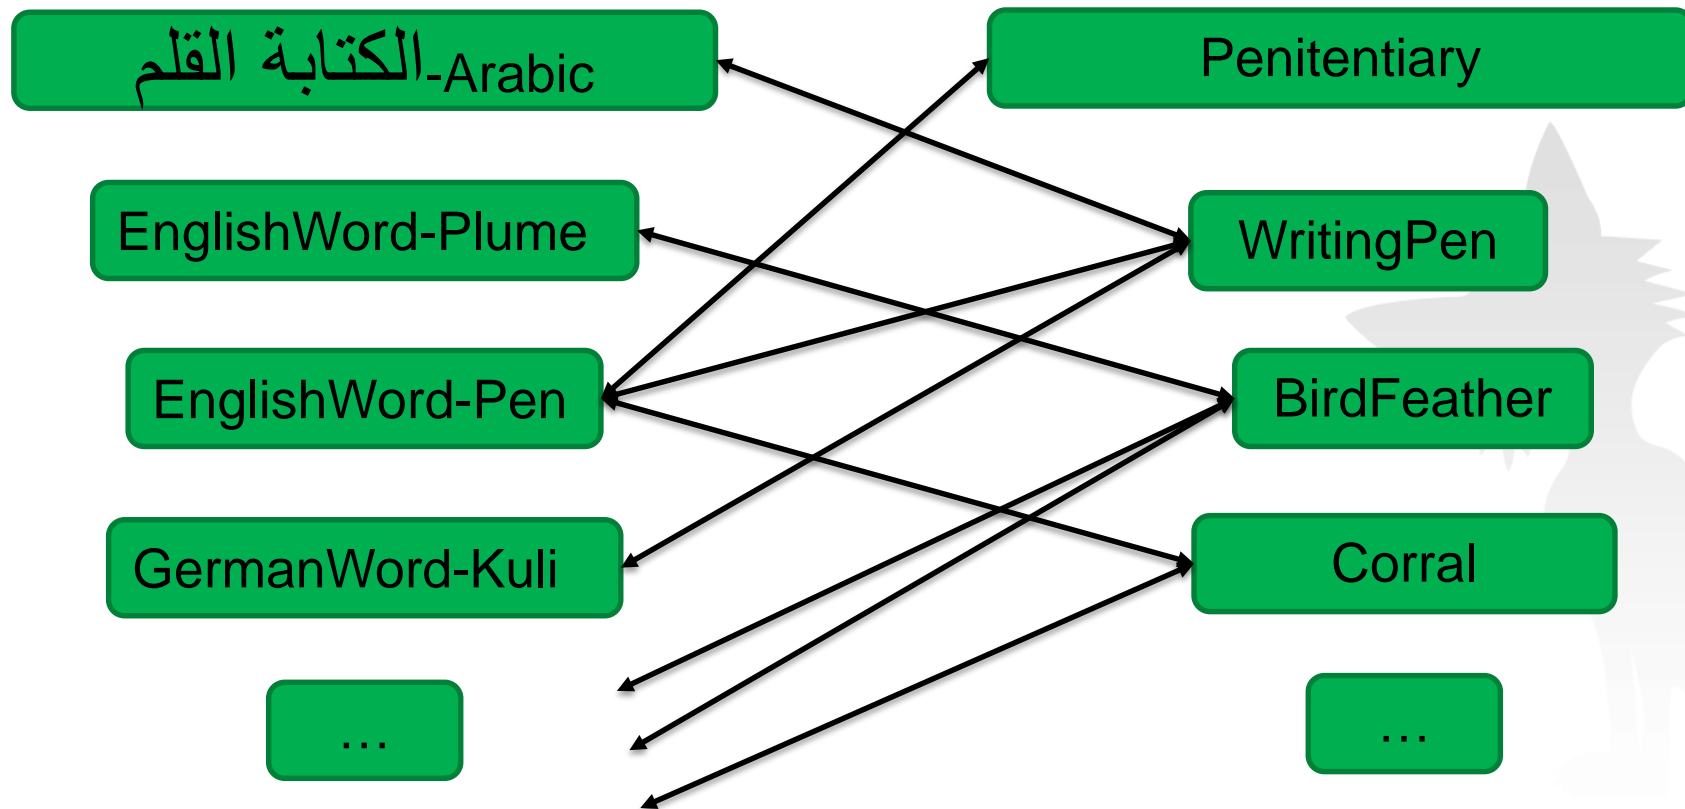 الكتابة القلم-Arabic
Penitentiary
EnglishWord-Plume
WritingPen
EnglishWord-Pen
BirdFeather
GermanWord-Kuli
Corral
…
…